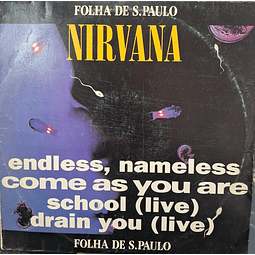 FOLHA DE S.PAULO
NIRVANA
endless, nameless
come as you are
school (live)
drain you (live)
FOLHA DE S.PAULO